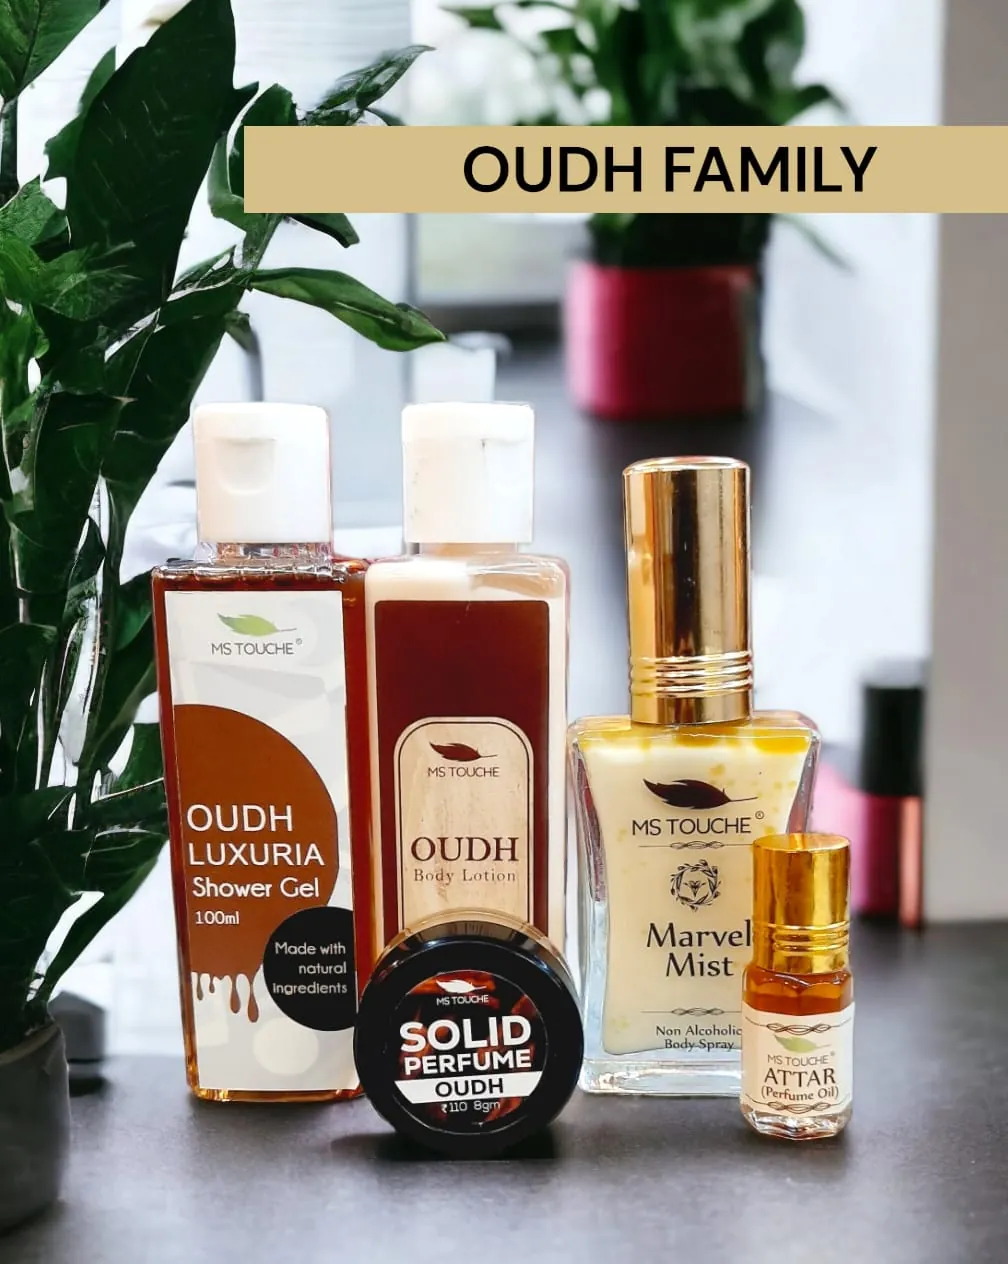 OUDH FAMILY
MS TOUCHE®
OUDH
LUXURIA
Shower Gel
100ml
Made with
natural
ingredients
MS TOUCHE
OUDH
Body Lotion
MS TOUCHE
SOLID
PERFUME
OUDH
₹110 8gm
MS TOUCHE®
Marvel
Mist
Non Alcoholic
Body Spray
MS TOUCHE®
ATTAR
(Perfume Oil)